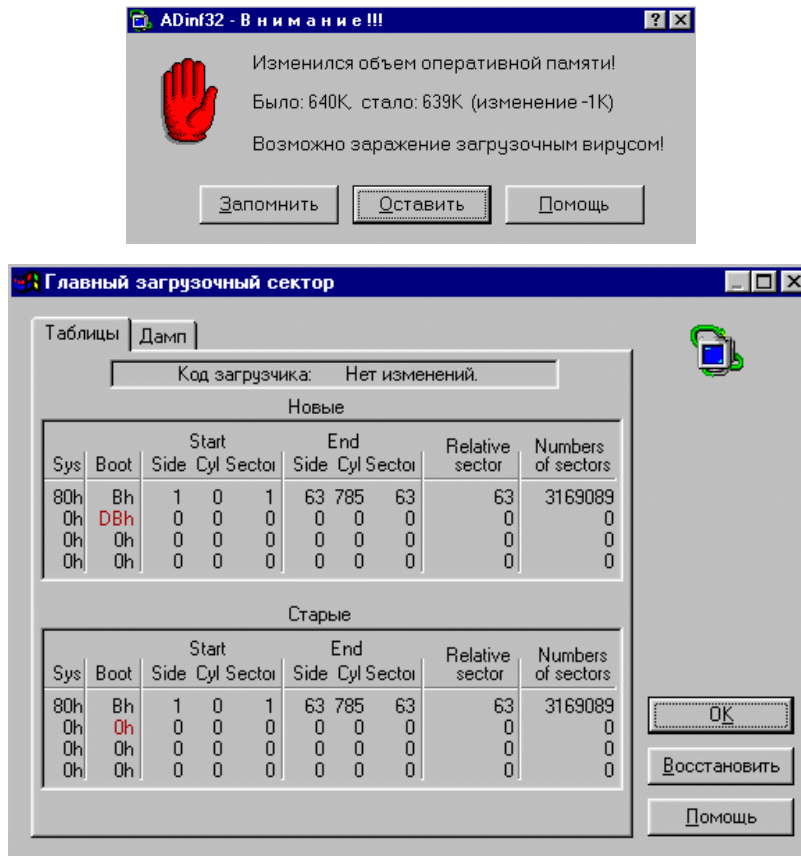 ADinf32 - В н и м а н и е !!!
Изменился объем оперативной памяти!
Было: 640K, стало: 639K (изменение -1K)
Возможно заражение загрузочным вирусом!
Запомнить Оставить Помощь
Главный загрузочный сектор
Таблицы Дамп
Код загрузчика: Нет изменений.
Новые
Start End Relative Numbers
Sys Boot Side Cyl Sector Side Cyl Sector sector of sectors
80h Bh 1 0 1 63 785 63 63 3169089
0h DBh 0 0 0 0 0 0 0 0
0h 0h 0 0 0 0 0 0 0 0
0h 0h 0 0 0 0 0 0 0 0
Старые
Start End Relative Numbers
Sys Boot Side Cyl Sector Side Cyl Sector sector of sectors
80h Bh 1 0 1 63 785 63 63 3169089
0h 0h 0 0 0 0 0 0 0 0
0h 0h 0 0 0 0 0 0 0 0
0h 0h 0 0 0 0 0 0 0 0
OK
Восстановить
Помощь